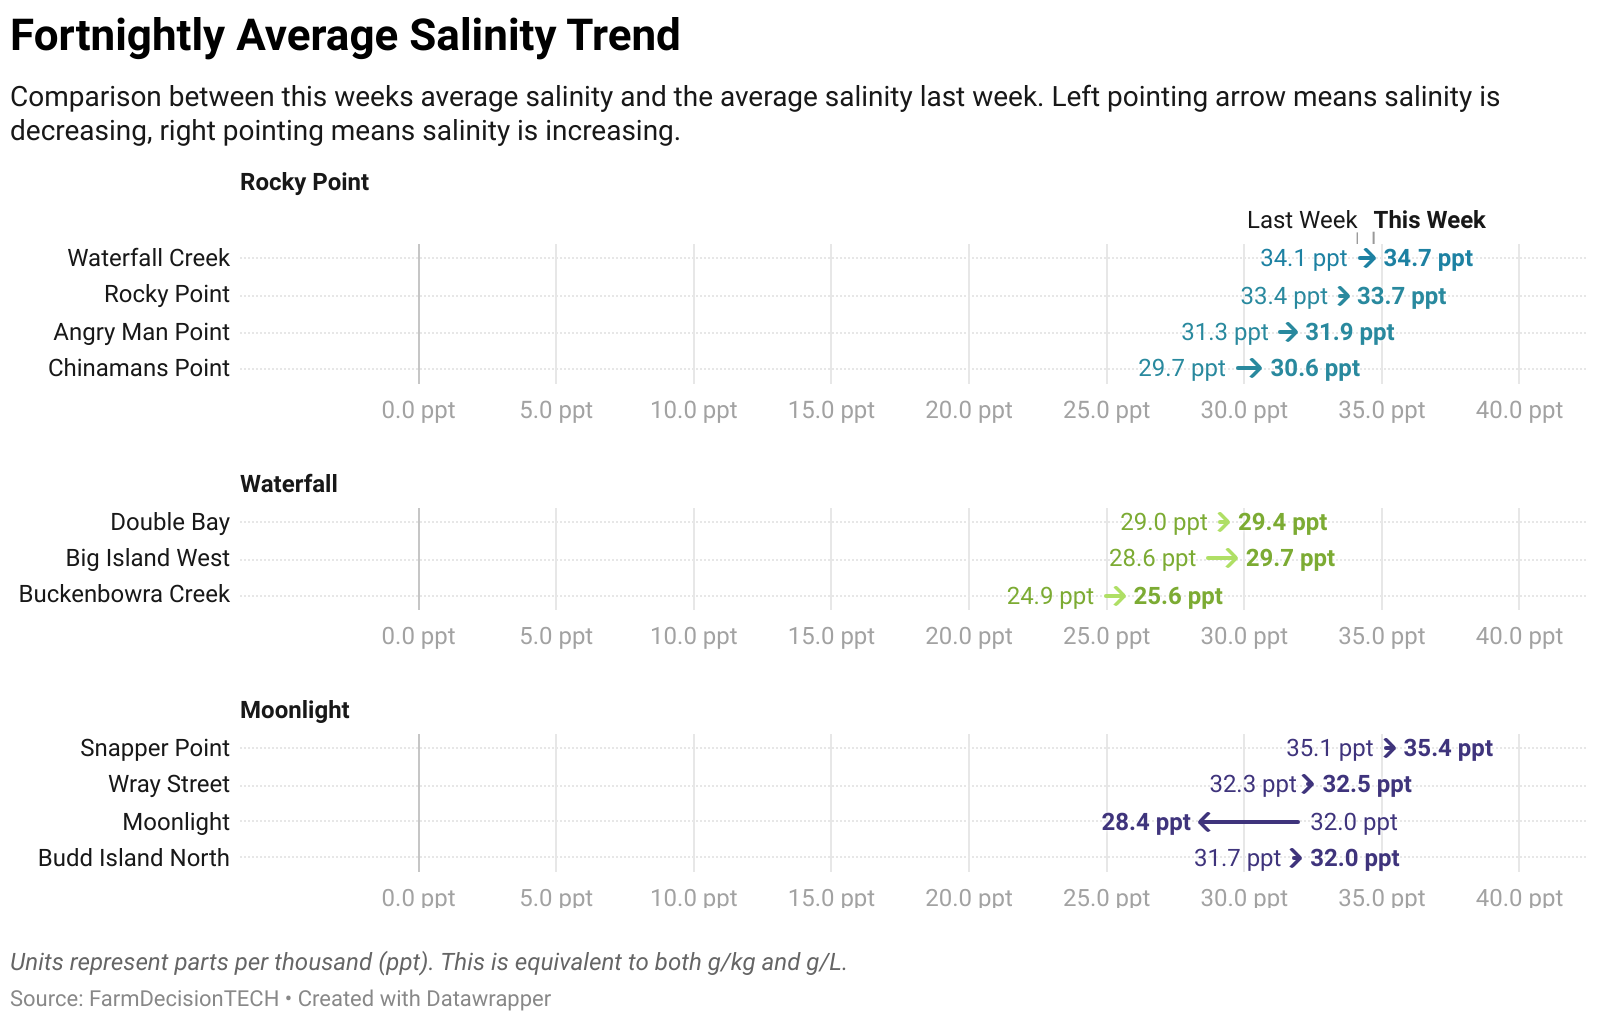 Fortnightly Average Salinity Trend
Comparison between this weeks average salinity and the average salinity last week. Left pointing arrow means salinity is
decreasing, right pointing means salinity is increasing.
Rocky Point
Last Week This Week
Waterfall Creek 34.1 ppt 34.7 ppt
Rocky Point 33.4 ppt 33.7 ppt
Angry Man Point 31.3 ppt 31.9 ppt
Chinamans Point 29.7 ppt 30.6 ppt
0.0 ppt 5.0 ppt 10.0 ppt 15.0 ppt 20.0 ppt 25.0 ppt 30.0 ppt 35.0 ppt 40.0 ppt
Waterfall
Double Bay 29.0 ppt 29.4 ppt
Big Island West 28.6 ppt 29.7 ppt
Buckenbowra Creek 24.9 ppt 25.6 ppt
0.0 ppt 5.0 ppt 10.0 ppt 15.0 ppt 20.0 ppt 25.0 ppt 30.0 ppt 35.0 ppt 40.0 ppt
Moonlight
Snapper Point 35.1 ppt 35.4 ppt
Wray Street 32.3 ppt 32.5 ppt
Moonlight 28.4 ppt 32.0 ppt
Budd Island North 31.7 ppt 32.0 ppt
0.0 ppt 5.0 ppt 10.0 ppt 15.0 ppt 20.0 ppt 25.0 ppt 30.0 ppt 35.0 ppt 40.0 ppt
Units represent parts per thousand (ppt). This is equivalent to both g/kg and g/L.
Source: FarmDecisionTECH • Created with Datawrapper